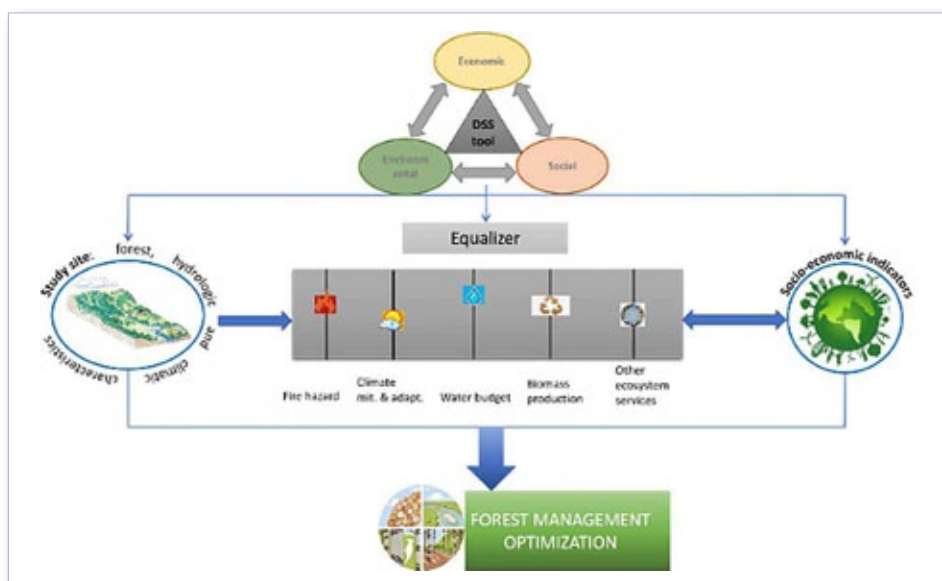 Economic
DSS
tool
Environm
ental
Social
Equalizer
Study site: forest, hydrologic and climatic characteristics
Socio-economic indicators
Fire hazard
Climate
mit. & adapt.
Water budget
Biomass
production
Other
ecosystem
services
FOREST MANAGEMENT
OPTIMIZATION